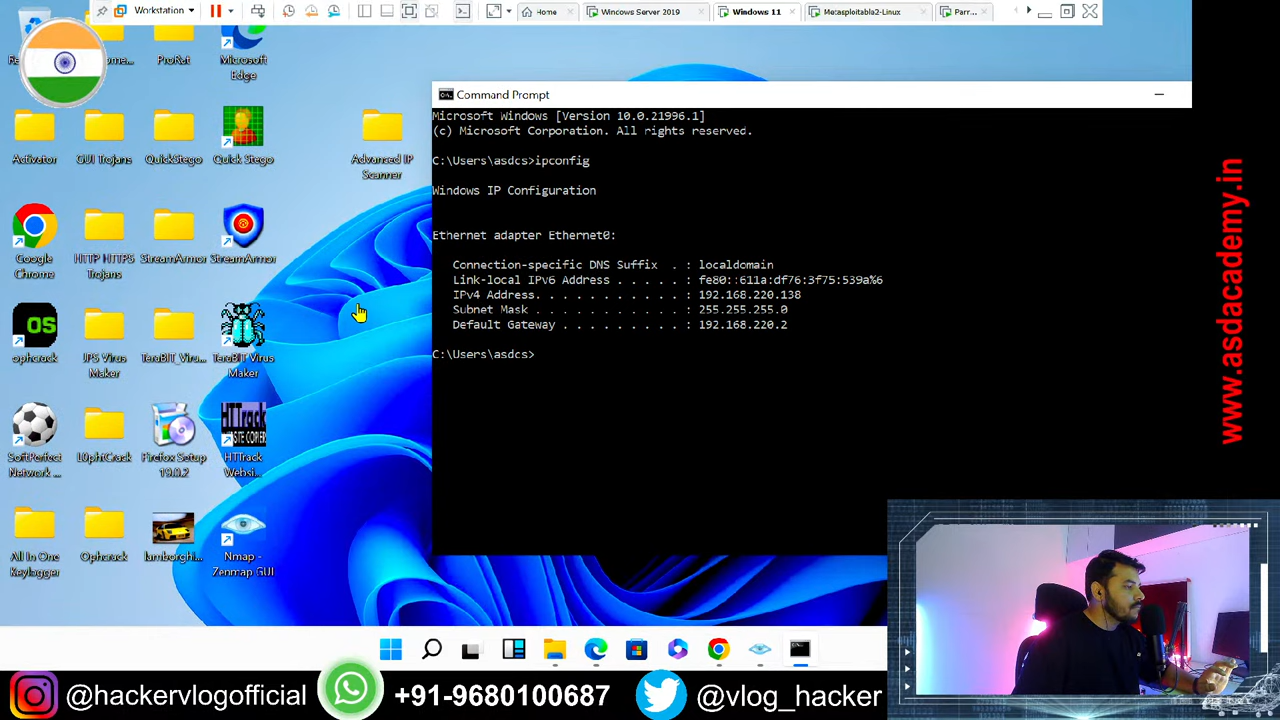 Workstation
Home
Windows Server 2019
Windows 11
Metasploitable2-Linux
Parr...
ProRat
Microsoft Edge
Activator
GUI Trojans
QuickStego
Quick Stego
Advanced IP Scanner
Google Chrome
HTTP HTTPS Trojans
StreamArmor
StreamArmor
OS
ophcrack
JPS Virus Maker
TeraBIT_Viru...
TeraBIT Virus Maker
SoftPerfect Network ...
L0phtCrack
Firefox Setup 19.0.2
HTTrack
SITE COPIER
HTTrack Websi...
All In One Keylogger
Ophcrack
lamborghi...
Nmap - Zenmap GUI
Command Prompt
Microsoft Windows [Version 10.0.21996.1]
(c) Microsoft Corporation. All rights reserved.
C:\Users\asdcs>ipconfig
Windows IP Configuration
Ethernet adapter Ethernet0:
Connection-specific DNS Suffix . : localdomain
Link-local IPv6 Address . . . . . : fe80::611a:df76:3f75:539a%6
IPv4 Address. . . . . . . . . . . : 192.168.220.138
Subnet Mask . . . . . . . . . . . : 255.255.255.0
Default Gateway . . . . . . . . . : 192.168.220.2
C:\Users\asdcs>
www.asdacademy.in
@hackervlogofficial
+91-9680100687
@vlog_hacker